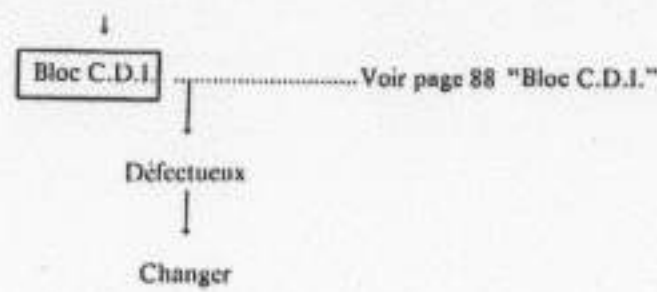 Bloc C.D.I. ........................ Voir page 88 "Bloc C.D.I."
Défectueux
Changer